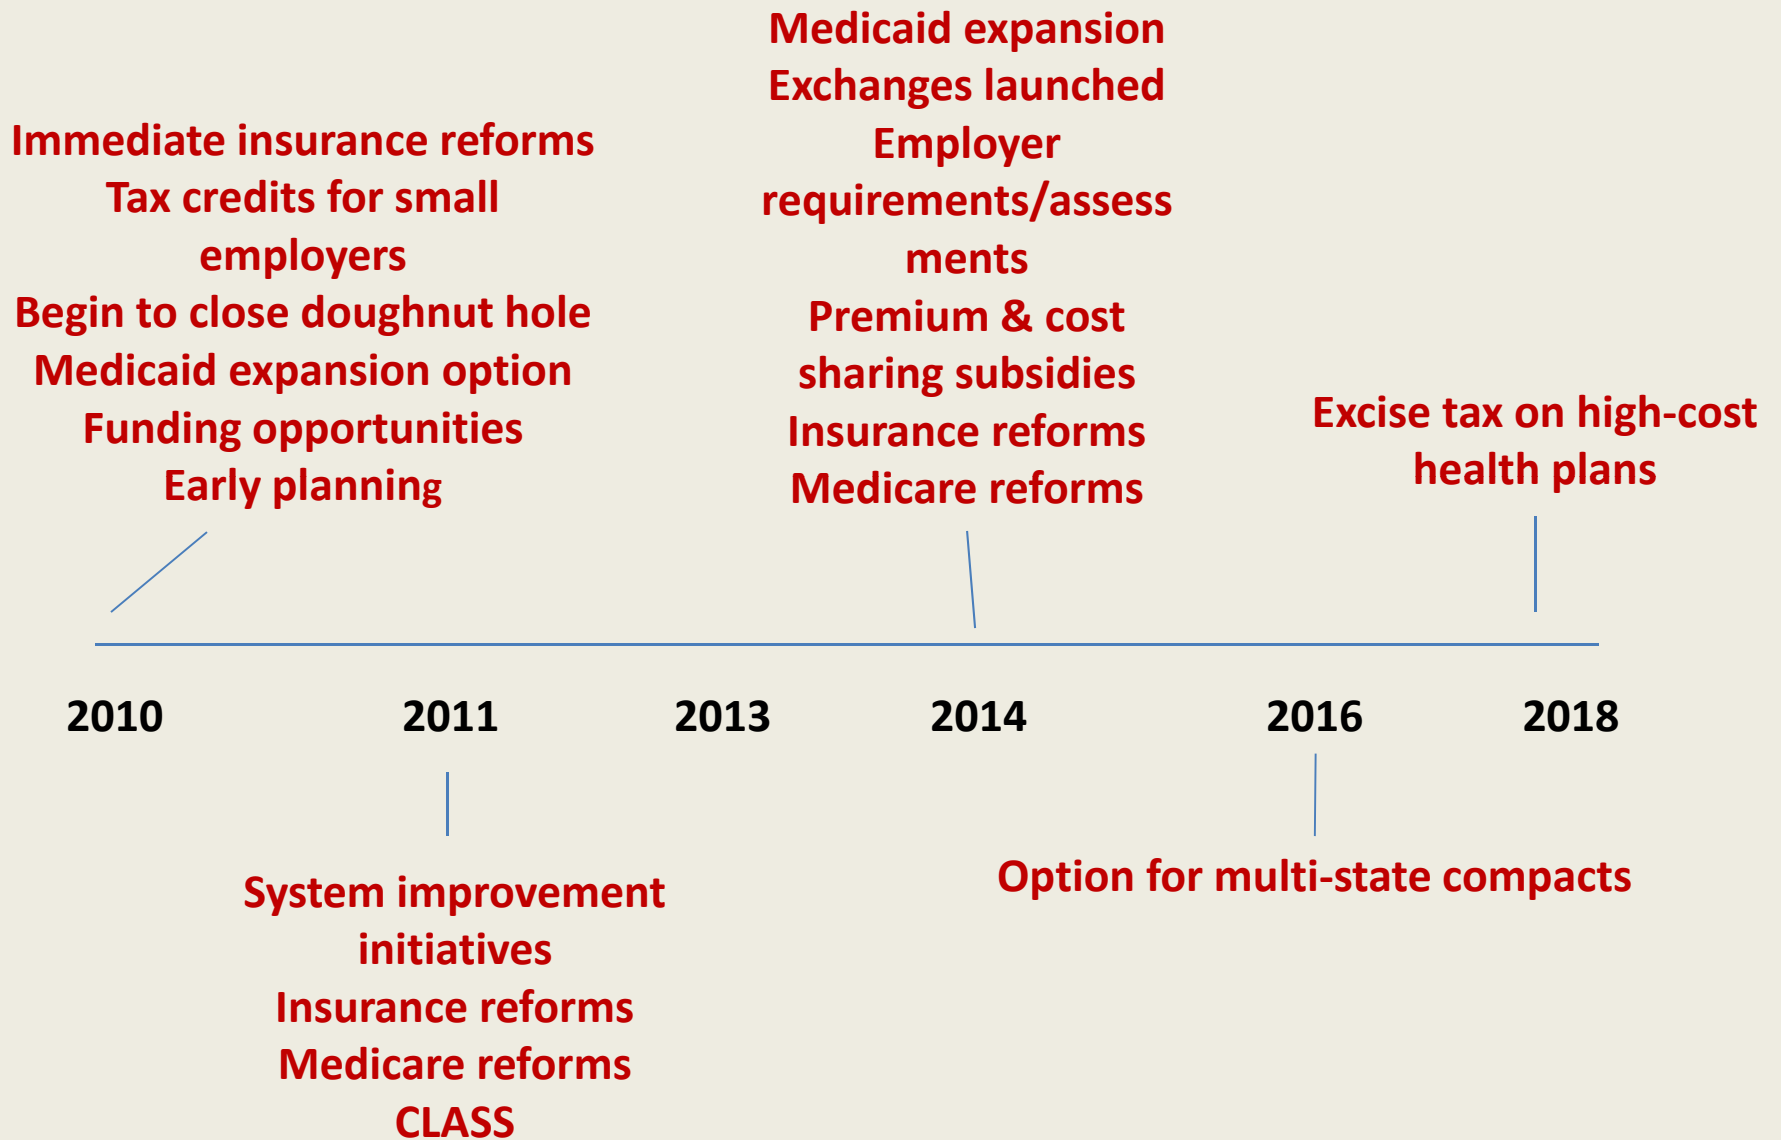 Immediate insurance reforms
Tax credits for small
employers
Begin to close doughnut hole
Medicaid expansion option
Funding opportunities
Early planning
Medicaid expansion
Exchanges launched
Employer
requirements/assess
ments
Premium & cost
sharing subsidies
Insurance reforms
Medicare reforms
Excise tax on high-cost
health plans
2010 2011 2013 2014 2016 2018
System improvement
initiatives
Insurance reforms
Medicare reforms
CLASS
Option for multi-state compacts